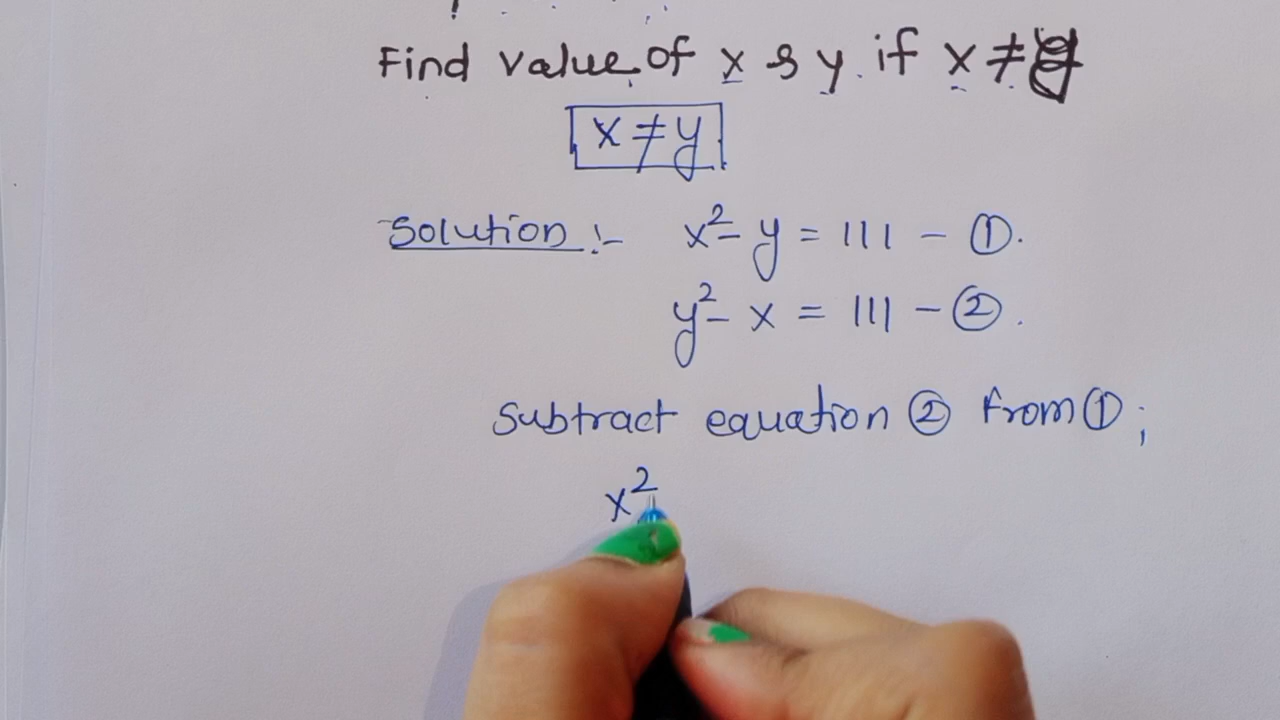 Find value of x & y if x ≠
x ≠ y
Solution :- x² - y = 111 - ①.
y² - x = 111 - ②.
Subtract equation ② from ① ;
x²